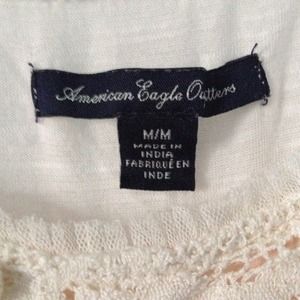 American Eagle Outfitters
M/M
MADE IN
INDIA
FABRIQUÉ EN
INDE